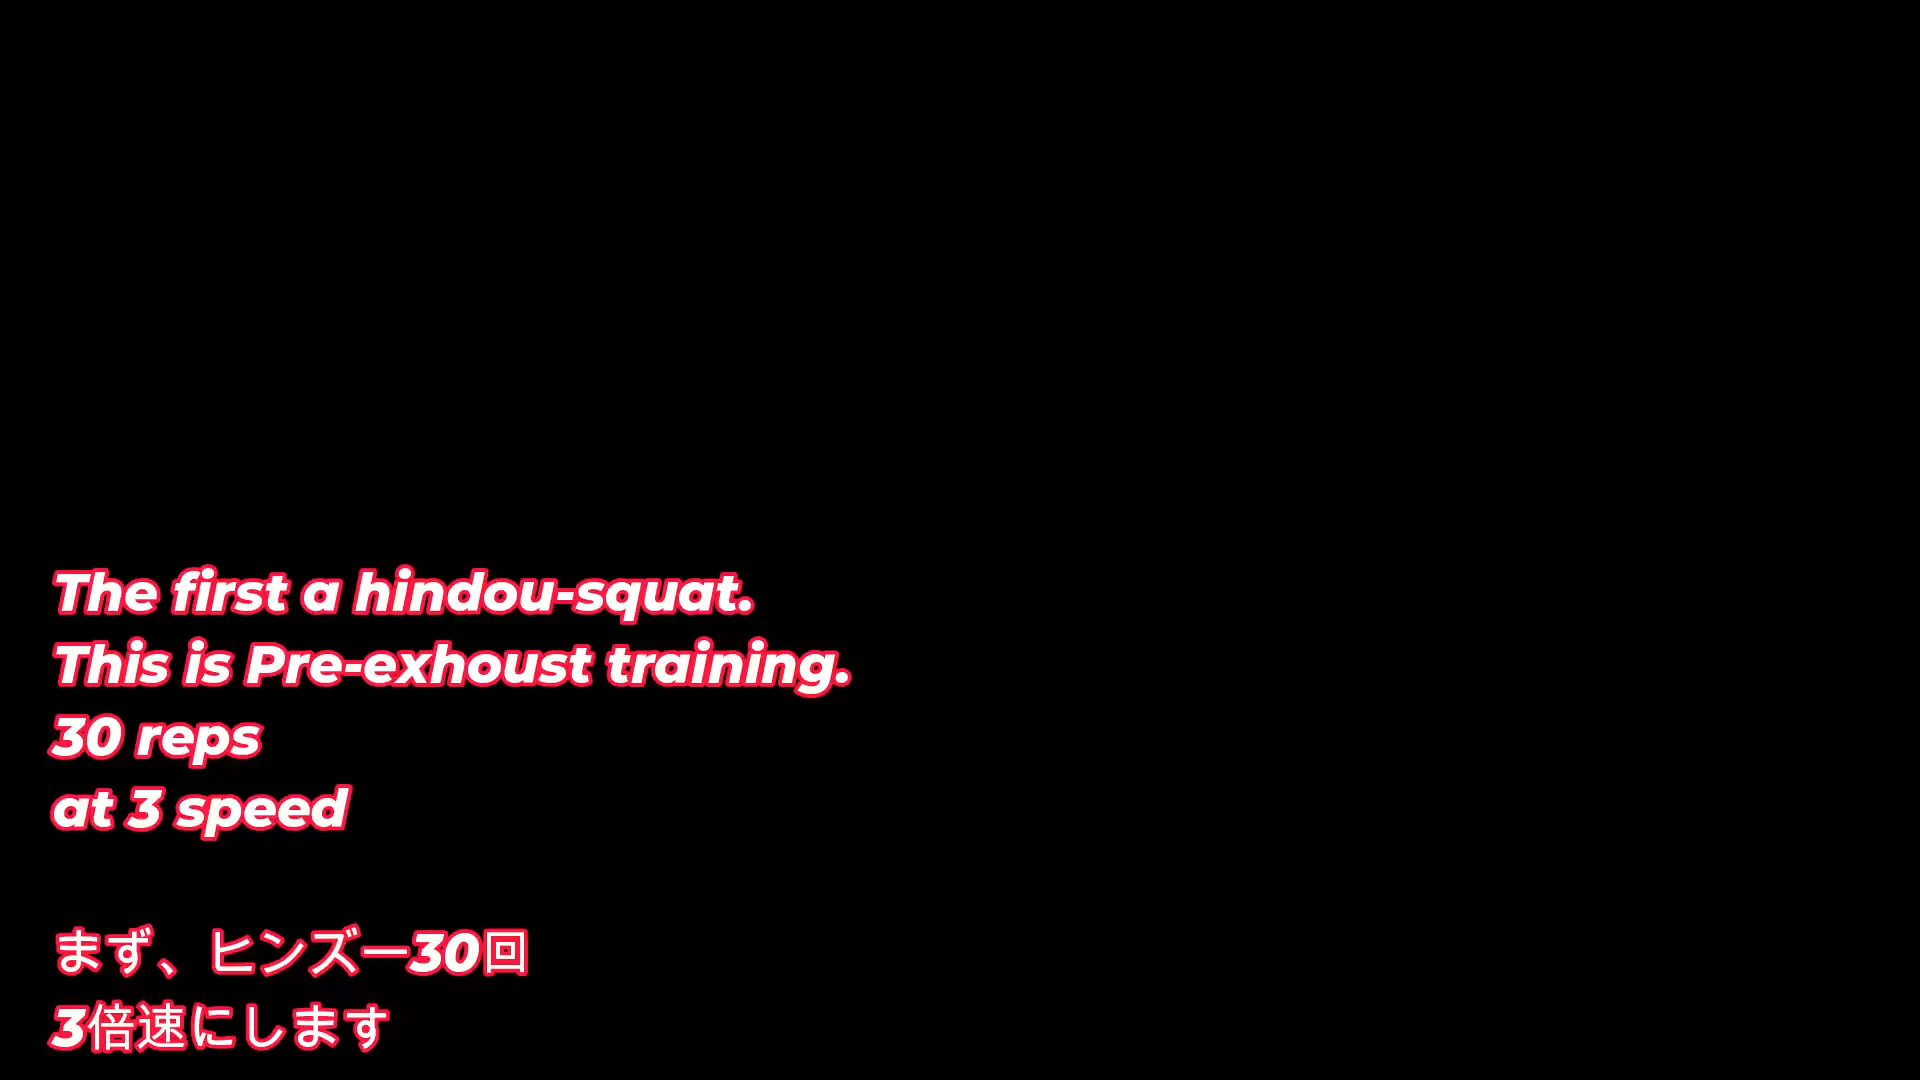 The first a hindou-squat.
This is Pre-exhoust training.
30 reps
at 3 speed
まず、ヒンズー30回
3倍速にします